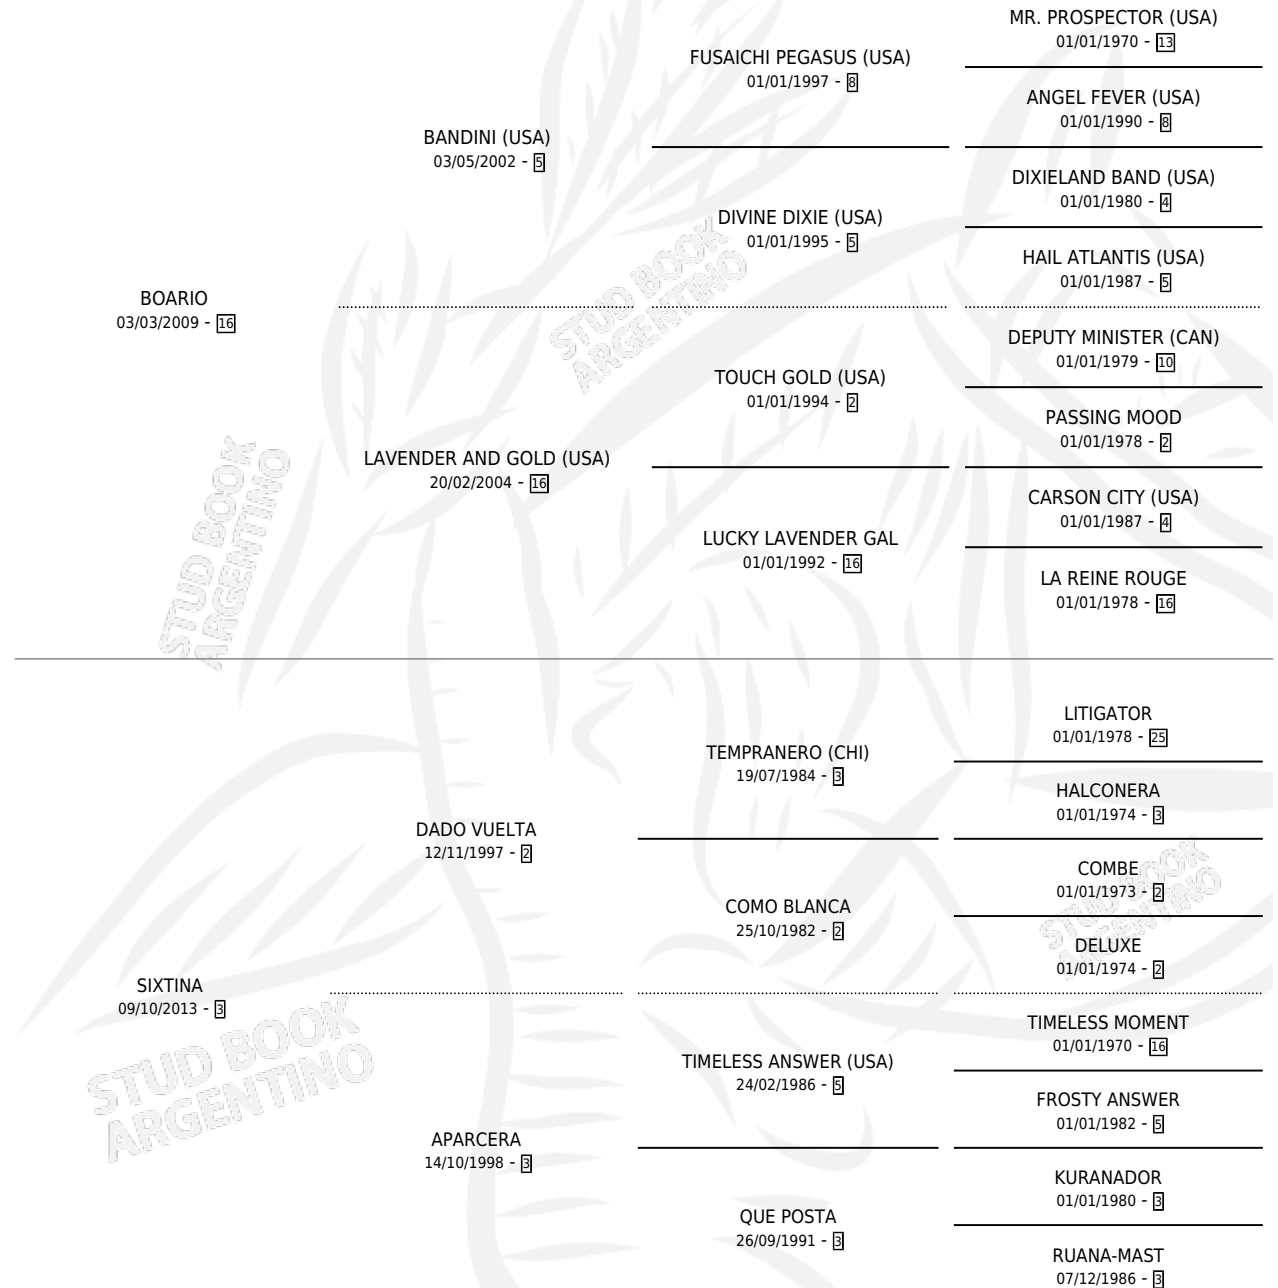 MR. PROSPECTOR (USA)
01/01/1970 - 13
FUSAICHI PEGASUS (USA)
01/01/1997 - 8
ANGEL FEVER (USA)
01/01/1990 - 8
BANDINI (USA)
03/05/2002 - 5
DIXIELAND BAND (USA)
01/01/1980 - 4
DIVINE DIXIE (USA)
01/01/1995 - 5
HAIL ATLANTIS (USA)
01/01/1987 - 5
STUD BOOK
ARGENTINO
BOARIO
03/03/2009 - 16
DEPUTY MINISTER (CAN)
01/01/1979 - 10
TOUCH GOLD (USA)
01/01/1994 - 2
PASSING MOOD
01/01/1978 - 2
LAVENDER AND GOLD (USA)
20/02/2004 - 16
CARSON CITY (USA)
01/01/1987 - 4
LUCKY LAVENDER GAL
01/01/1992 - 16
LA REINE ROUGE
01/01/1978 - 16
STUD BOOK
ARGENTINO
LITIGATOR
01/01/1978 - 25
TEMPRANERO (CHI)
19/07/1984 - 3
HALCONERA
01/01/1974 - 3
DADO VUELTA
12/11/1997 - 2
COMBE
01/01/1973 - 2
COMO BLANCA
25/10/1982 - 2
DELUXE
01/01/1974 - 2
STUD BOOK
ARGENTINO
SIXTINA
09/10/2013 - 3
TIMELESS MOMENT
01/01/1970 - 16
TIMELESS ANSWER (USA)
24/02/1986 - 5
FROSTY ANSWER
01/01/1982 - 5
STUD BOOK
ARGENTINO
APARCERA
14/10/1998 - 3
KURANADOR
01/01/1980 - 3
QUE POSTA
26/09/1991 - 3
RUANA-MAST
07/12/1986 - 3